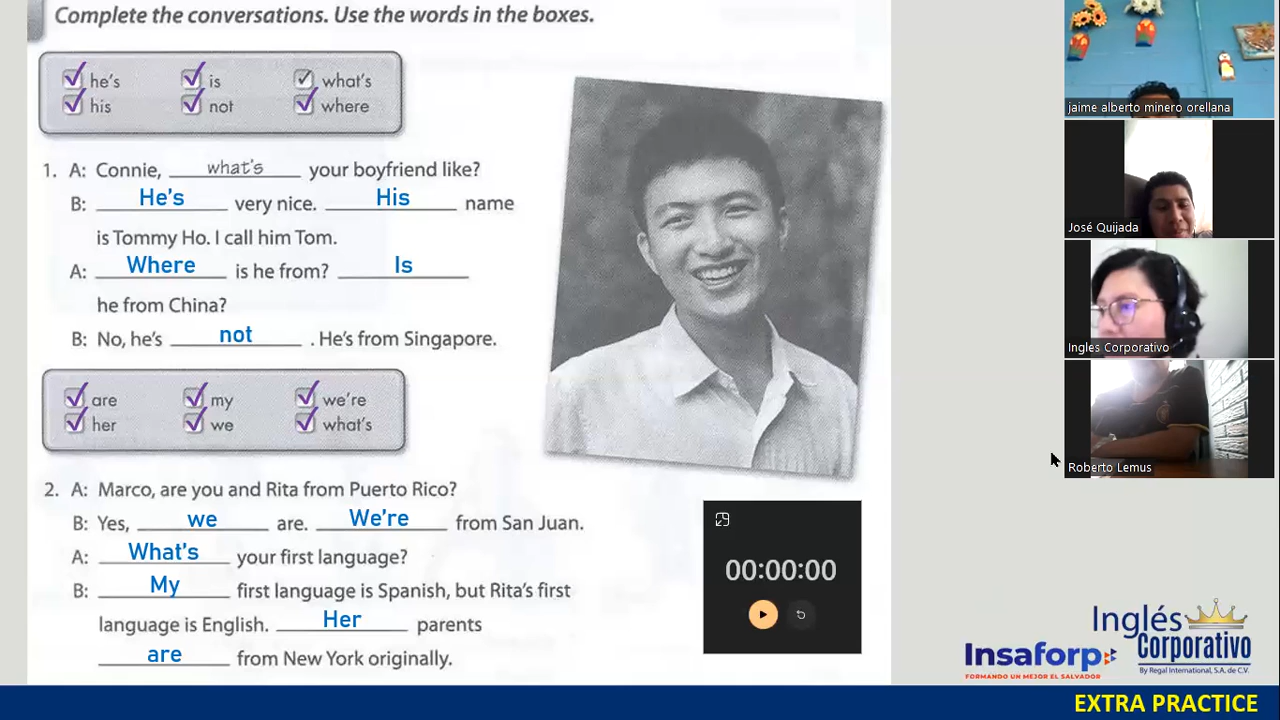 Complete the conversations. Use the words in the boxes.
he's is what's
his not where
1. A: Connie, what's your boyfriend like?
B: He's very nice. His name
is Tommy Ho. I call him Tom.
A: Where is he from? Is
he from China?
B: No, he's not . He's from Singapore.
are my we're
her we what's
2. A: Marco, are you and Rita from Puerto Rico?
B: Yes, we are. We're from San Juan.
A: What's your first language?
B: My first language is Spanish, but Rita's first
language is English. Her parents
are from New York originally.
00:00:00
jaime alberto minero orellana
José Quijada
Ingles Corporativo
Roberto Lemus
Insaforp
FORMANDO UN MEJOR EL SALVADOR
Inglés
Corporativo
By Regal International, S.A. de C.V.
EXTRA PRACTICE